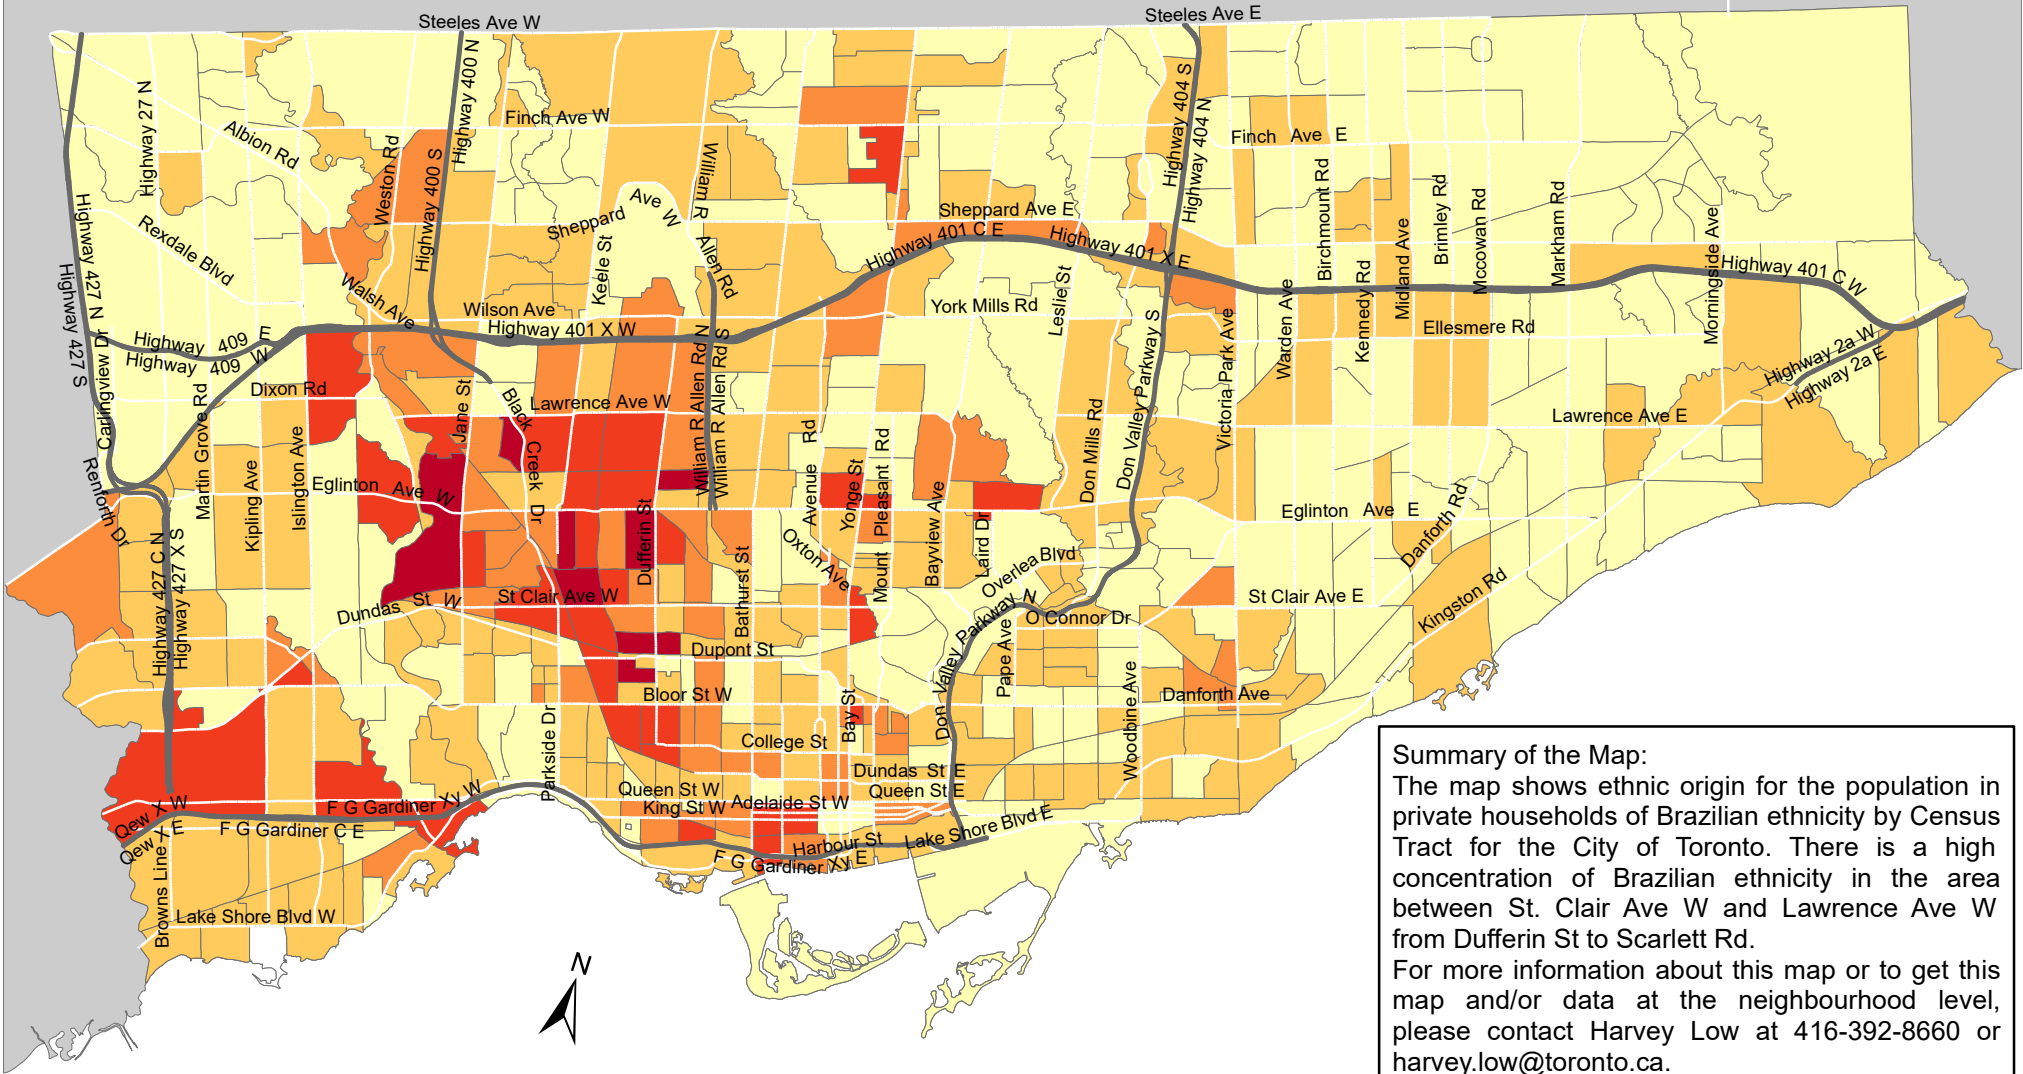 Steeles Ave W
Steeles Ave E
Highway 27 N
Albion Rd
Weston Rd
Highway 400 N
Highway 400 S
Finch Ave W
William R
Allen Rd
Highway 404 S
Highway 404 N
Finch Ave E
Birchmount Rd
Midland Ave
Brimley Rd
Mccowan Rd
Markham Rd
Morningside Ave
Highway 427 N
Highway 427 N
Highway 427 S
Rexdale Blvd
Sheppard Ave W
Keele St
Sheppard Ave E
Highway 401 C E
Highway 401 X E
Highway 401 C W
Walsh Ave
Wilson Ave
Highway 401 X W
York Mills Rd
Leslie St
Warden Ave
Kennedy Rd
Ellesmere Rd
Highway 409 E
Highway 409 W
Carlingview Dr
Martin Grove Rd
Dixon Rd
Jane St
Black Creek Dr
Lawrence Ave W
William R Allen Rd N
William R Allen Rd S
Don Valley Parkway S
Victoria Park Ave
Highway 2a W
Highway 2a E
Lawrence Ave E
Renforth Dr
Kipling Ave
Islington Ave
Eglinton Ave W
Dufferin St
Avenue Rd
Yonge St
Mount Pleasant Rd
Bayview Ave
Laird Dr
Don Mills Rd
Eglinton Ave E
Danforth Rd
Highway 427 C N
Highway 427 X S
Oxton Ave
Overlea Blvd
Dundas St W
St Clair Ave W
Bathurst St
Don Valley Parkway N
O Connor Dr
St Clair Ave E
Kingston Rd
Dupont St
Pape Ave
Woodbine Ave
Bloor St W
Danforth Ave
Parkside Dr
Bay St
College St
Dundas St E
Queen St W
Queen St E
King St W
Adelaide St W
Qew X W
Qew X E
F G Gardiner Xy W
F G Gardiner C E
Harbour St
Lake Shore Blvd E
F G Gardiner Xy E
Browns Line
Lake Shore Blvd W
N
Summary of the Map:
The map shows ethnic origin for the population in
private households of Brazilian ethnicity by Census
Tract for the City of Toronto. There is a high
concentration of Brazilian ethnicity in the area
between St. Clair Ave W and Lawrence Ave W
from Dufferin St to Scarlett Rd.
For more information about this map or to get this
map and/or data at the neighbourhood level,
please contact Harvey Low at 416-392-8660 or
harvey.low@toronto.ca.